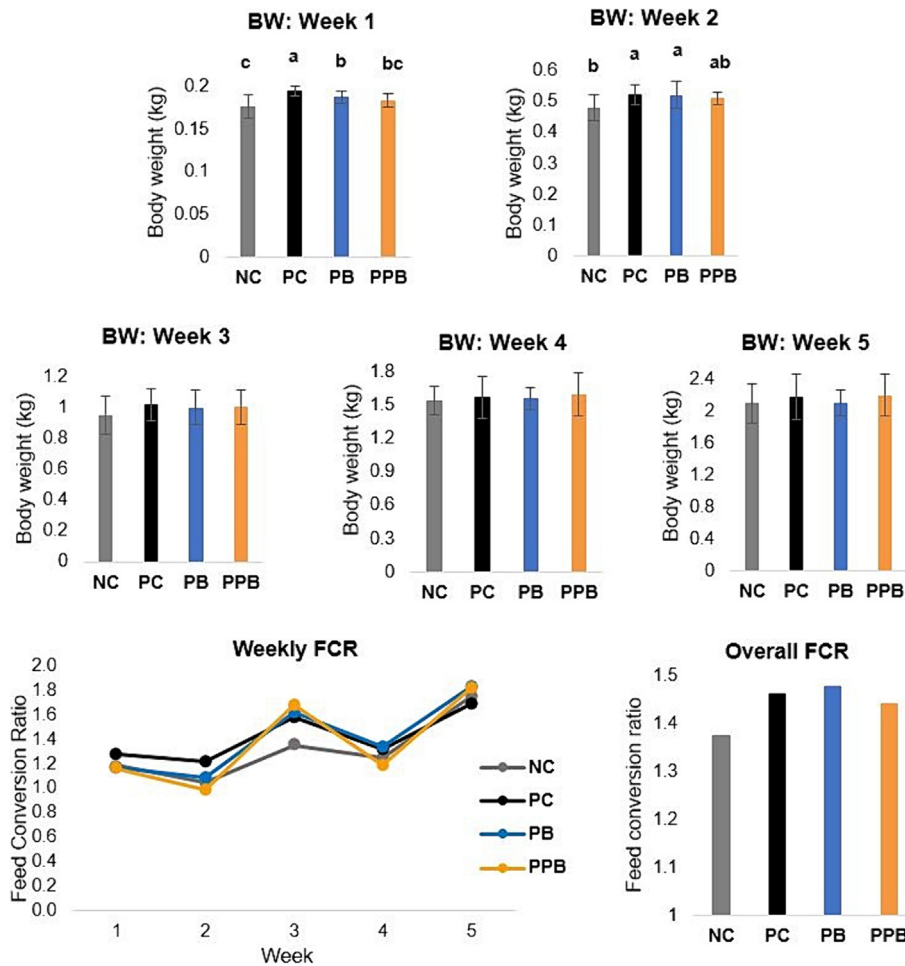 BW: Week 1
c a b bc
0.2
0.15
0.1
0.05
0
Body weight (kg)
NC PC PB PPB
BW: Week 2
b a a ab
0.6
0.5
0.4
0.3
0.2
0.1
0
Body weight (kg)
NC PC PB PPB
BW: Week 3
1.2
1
0.8
0.6
0.4
0.2
0
Body weight (kg)
NC PC PB PPB
BW: Week 4
1.8
1.5
1.2
0.9
0.6
0.3
0
Body weight (kg)
NC PC PB PPB
BW: Week 5
2.4
2
1.6
1.2
0.8
0.4
0
Body weight (kg)
NC PC PB PPB
Weekly FCR
2.0
1.8
1.6
1.4
1.2
1.0
0.8
0.6
0.4
0.2
0.0
Feed Conversion Ratio
1 2 3 4 5
Week
NC
PC
PB
PPB
Overall FCR
1.5
1.4
1.3
1.2
1.1
1
Feed conversion ratio
NC PC PB PPB